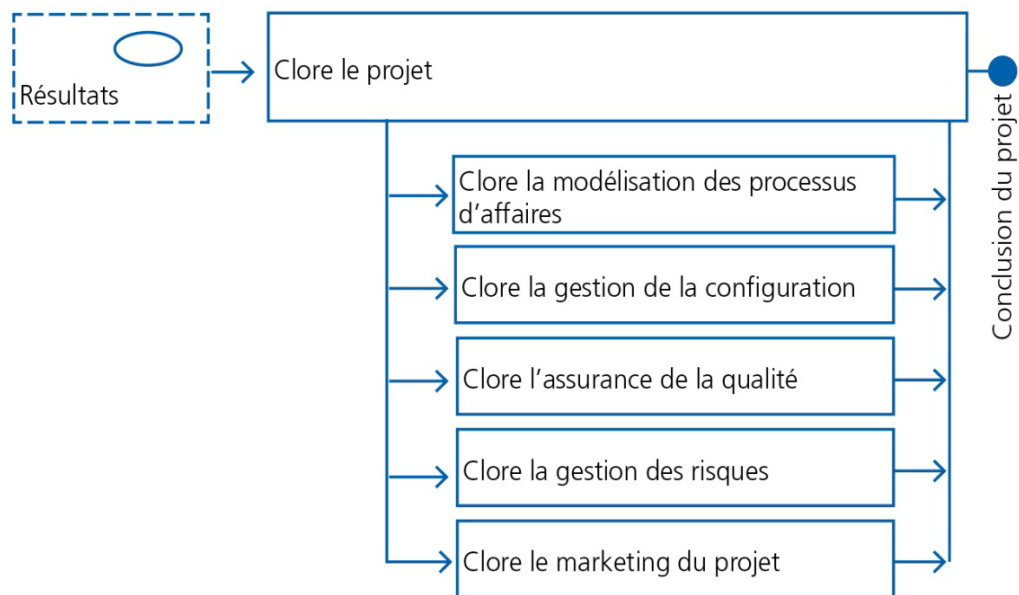 Résultats
Clore le projet
Conclusion du projet
Clore la modélisation des processus
d’affaires
Clore la gestion de la configuration
Clore l’assurance de la qualité
Clore la gestion des risques
Clore le marketing du projet